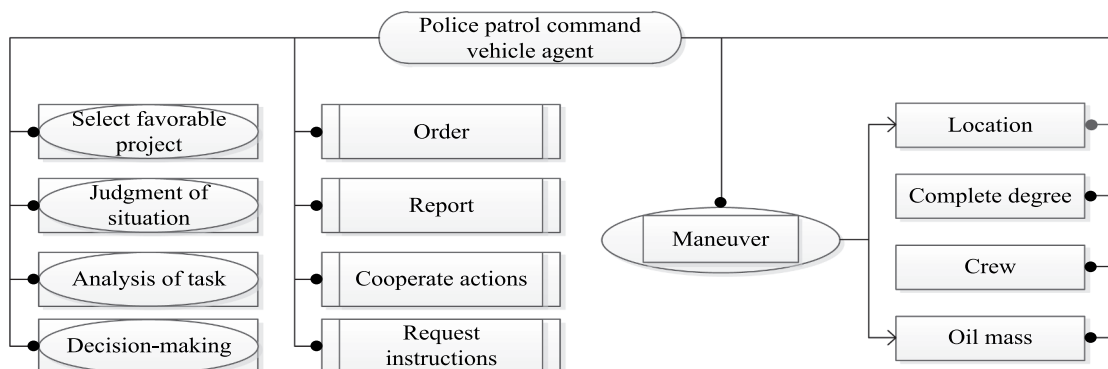 Police patrol command
vehicle agent
Select favorable
project
Judgment of
situation
Analysis of task
Decision-making
Order
Report
Cooperate actions
Request
instructions
Maneuver
Location
Complete degree
Crew
Oil mass